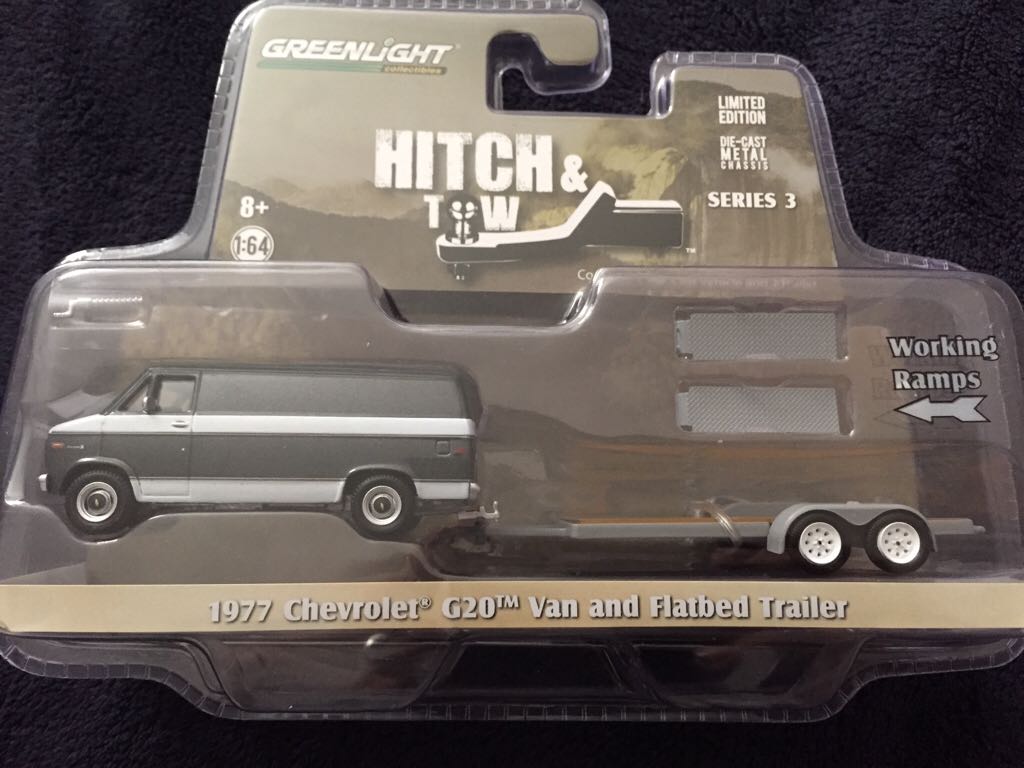 GREENLiGHT®
collectibles
LIMITED
EDITION
DIE-CAST
METAL
CHASSIS
HITCH &
TOW™
SERIES 3
8+
1:64
Working
Ramps
1977 Chevrolet® G20™ Van and Flatbed Trailer